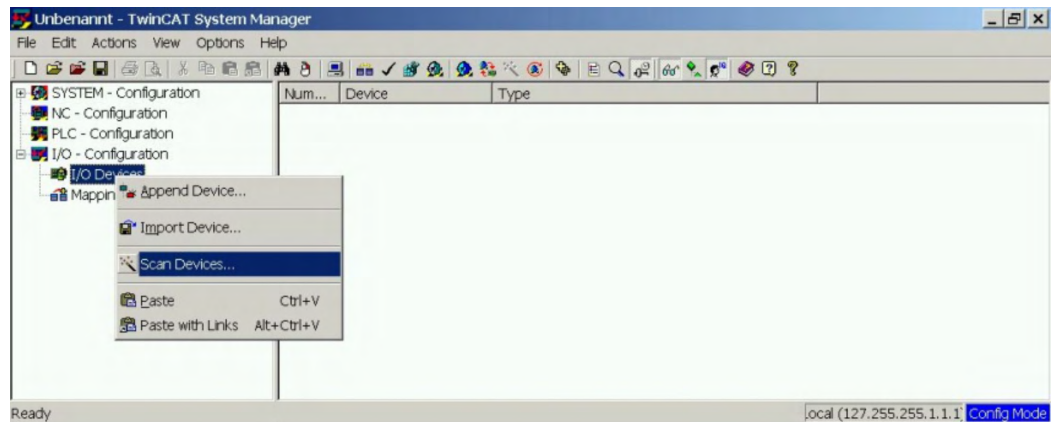 Unbenannt - TwinCAT System Manager
File Edit Actions View Options Help
SYSTEM - Configuration
NC - Configuration
PLC - Configuration
I/O - Configuration
I/O Devices
Mappin
Num... Device Type
Append Device...
Import Device...
Scan Devices...
Paste Ctrl+V
Paste with Links Alt+Ctrl+V
Ready
ocal (127.255.255.1.1.1) Config Mode